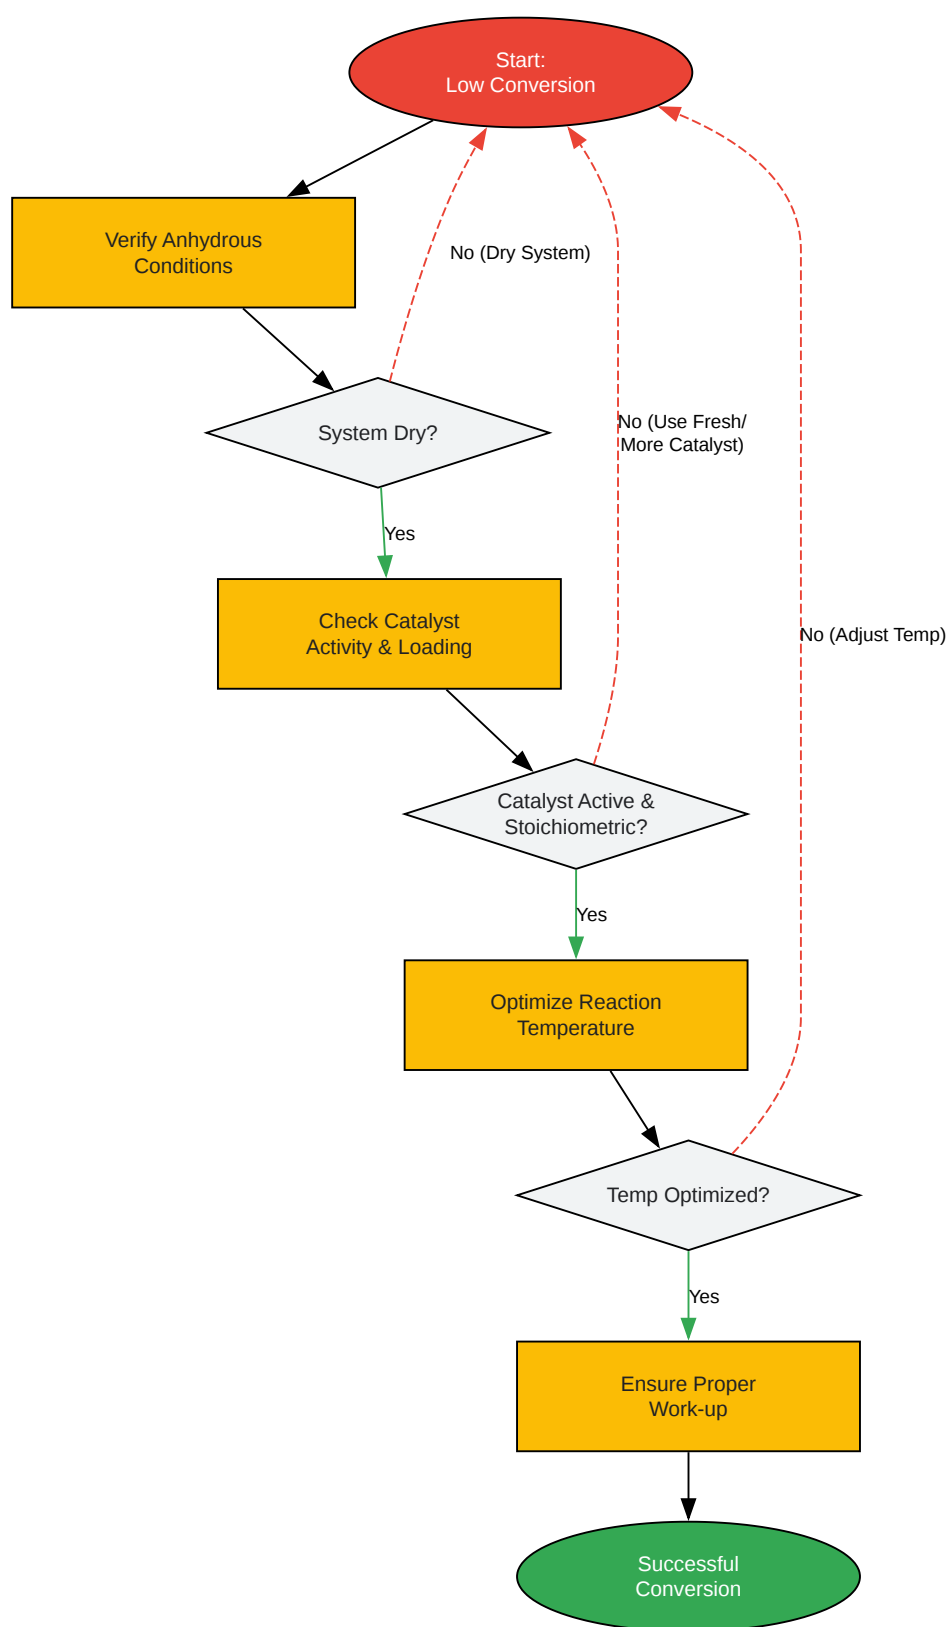 Start:
Low Conversion
Verify Anhydrous
Conditions
No (Dry System)
System Dry?
No (Use Fresh/
More Catalyst)
Yes
Check Catalyst
Activity & Loading
No (Adjust Temp)
Catalyst Active &
Stoichiometric?
Yes
Optimize Reaction
Temperature
Temp Optimized?
Yes
Ensure Proper
Work-up
Successful
Conversion